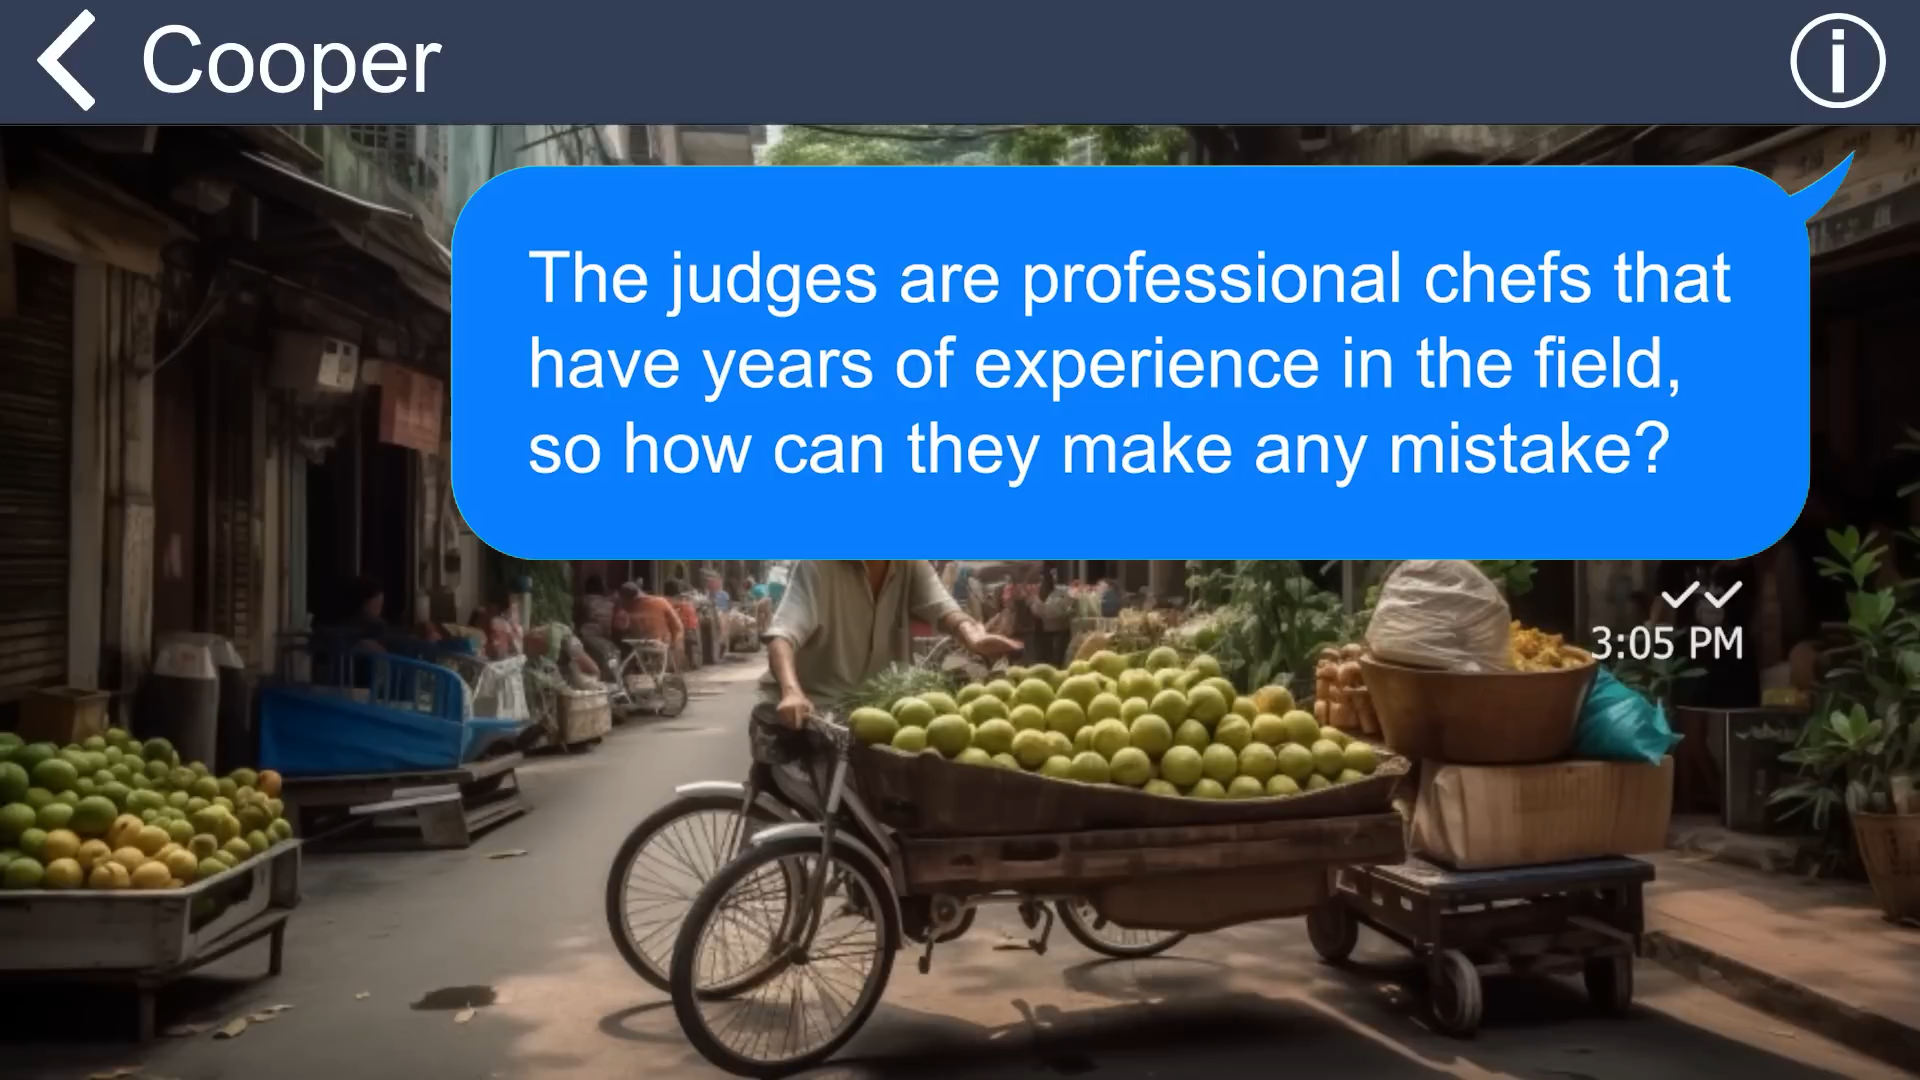 Cooper
The judges are professional chefs that
have years of experience in the field,
so how can they make any mistake?
3:05 PM